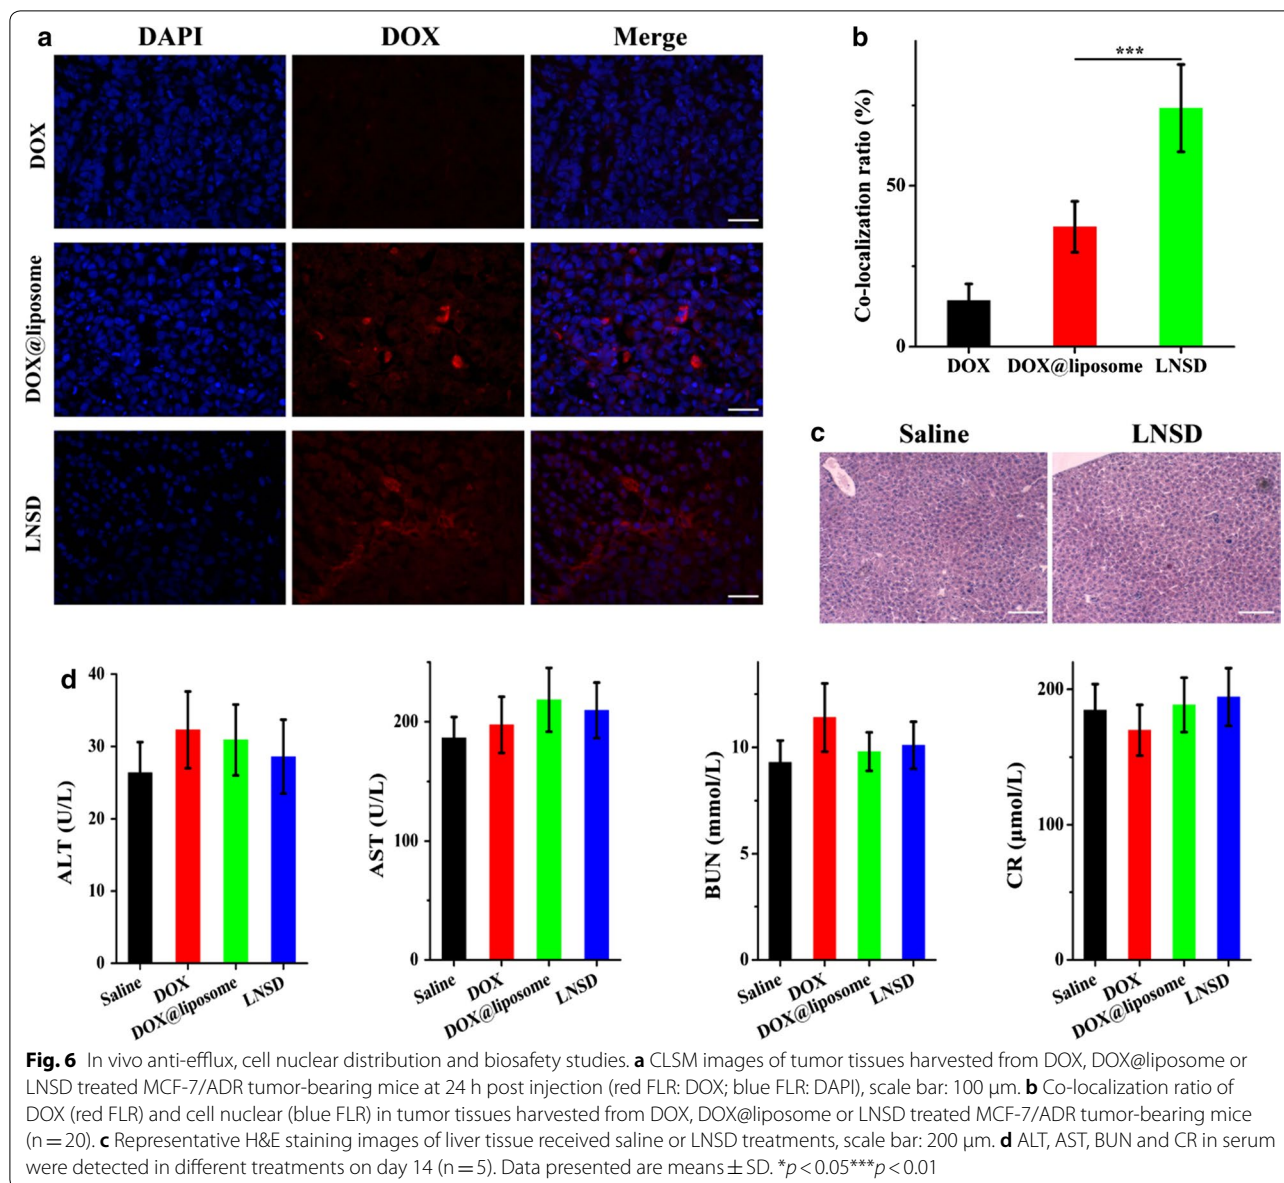 a
DAPI
DOX
Merge
DOX
DOX@liposome
LNSD
b
***
Co-localization ratio (%)
50
0
DOX
DOX@liposome
LNSD
c
Saline
LNSD
d
ALT (U/L)
40
30
20
10
0
Saline
DOX
DOX@liposome
LNSD
AST (U/L)
200
100
0
Saline
DOX
DOX@liposome
LNSD
BUN (mmol/L)
10
5
0
Saline
DOX
DOX@liposome
LNSD
CR (μmol/L)
200
100
0
Saline
DOX
DOX@liposome
LNSD
Fig. 6 In vivo anti-efflux, cell nuclear distribution and biosafety studies. a CLSM images of tumor tissues harvested from DOX, DOX@liposome or
LNSD treated MCF-7/ADR tumor-bearing mice at 24 h post injection (red FLR: DOX; blue FLR: DAPI), scale bar: 100 μm. b Co-localization ratio of
DOX (red FLR) and cell nuclear (blue FLR) in tumor tissues harvested from DOX, DOX@liposome or LNSD treated MCF-7/ADR tumor-bearing mice
(n = 20). c Representative H&E staining images of liver tissue received saline or LNSD treatments, scale bar: 200 μm. d ALT, AST, BUN and CR in serum
were detected in different treatments on day 14 (n = 5). Data presented are means ± SD. *p < 0.05***p < 0.01